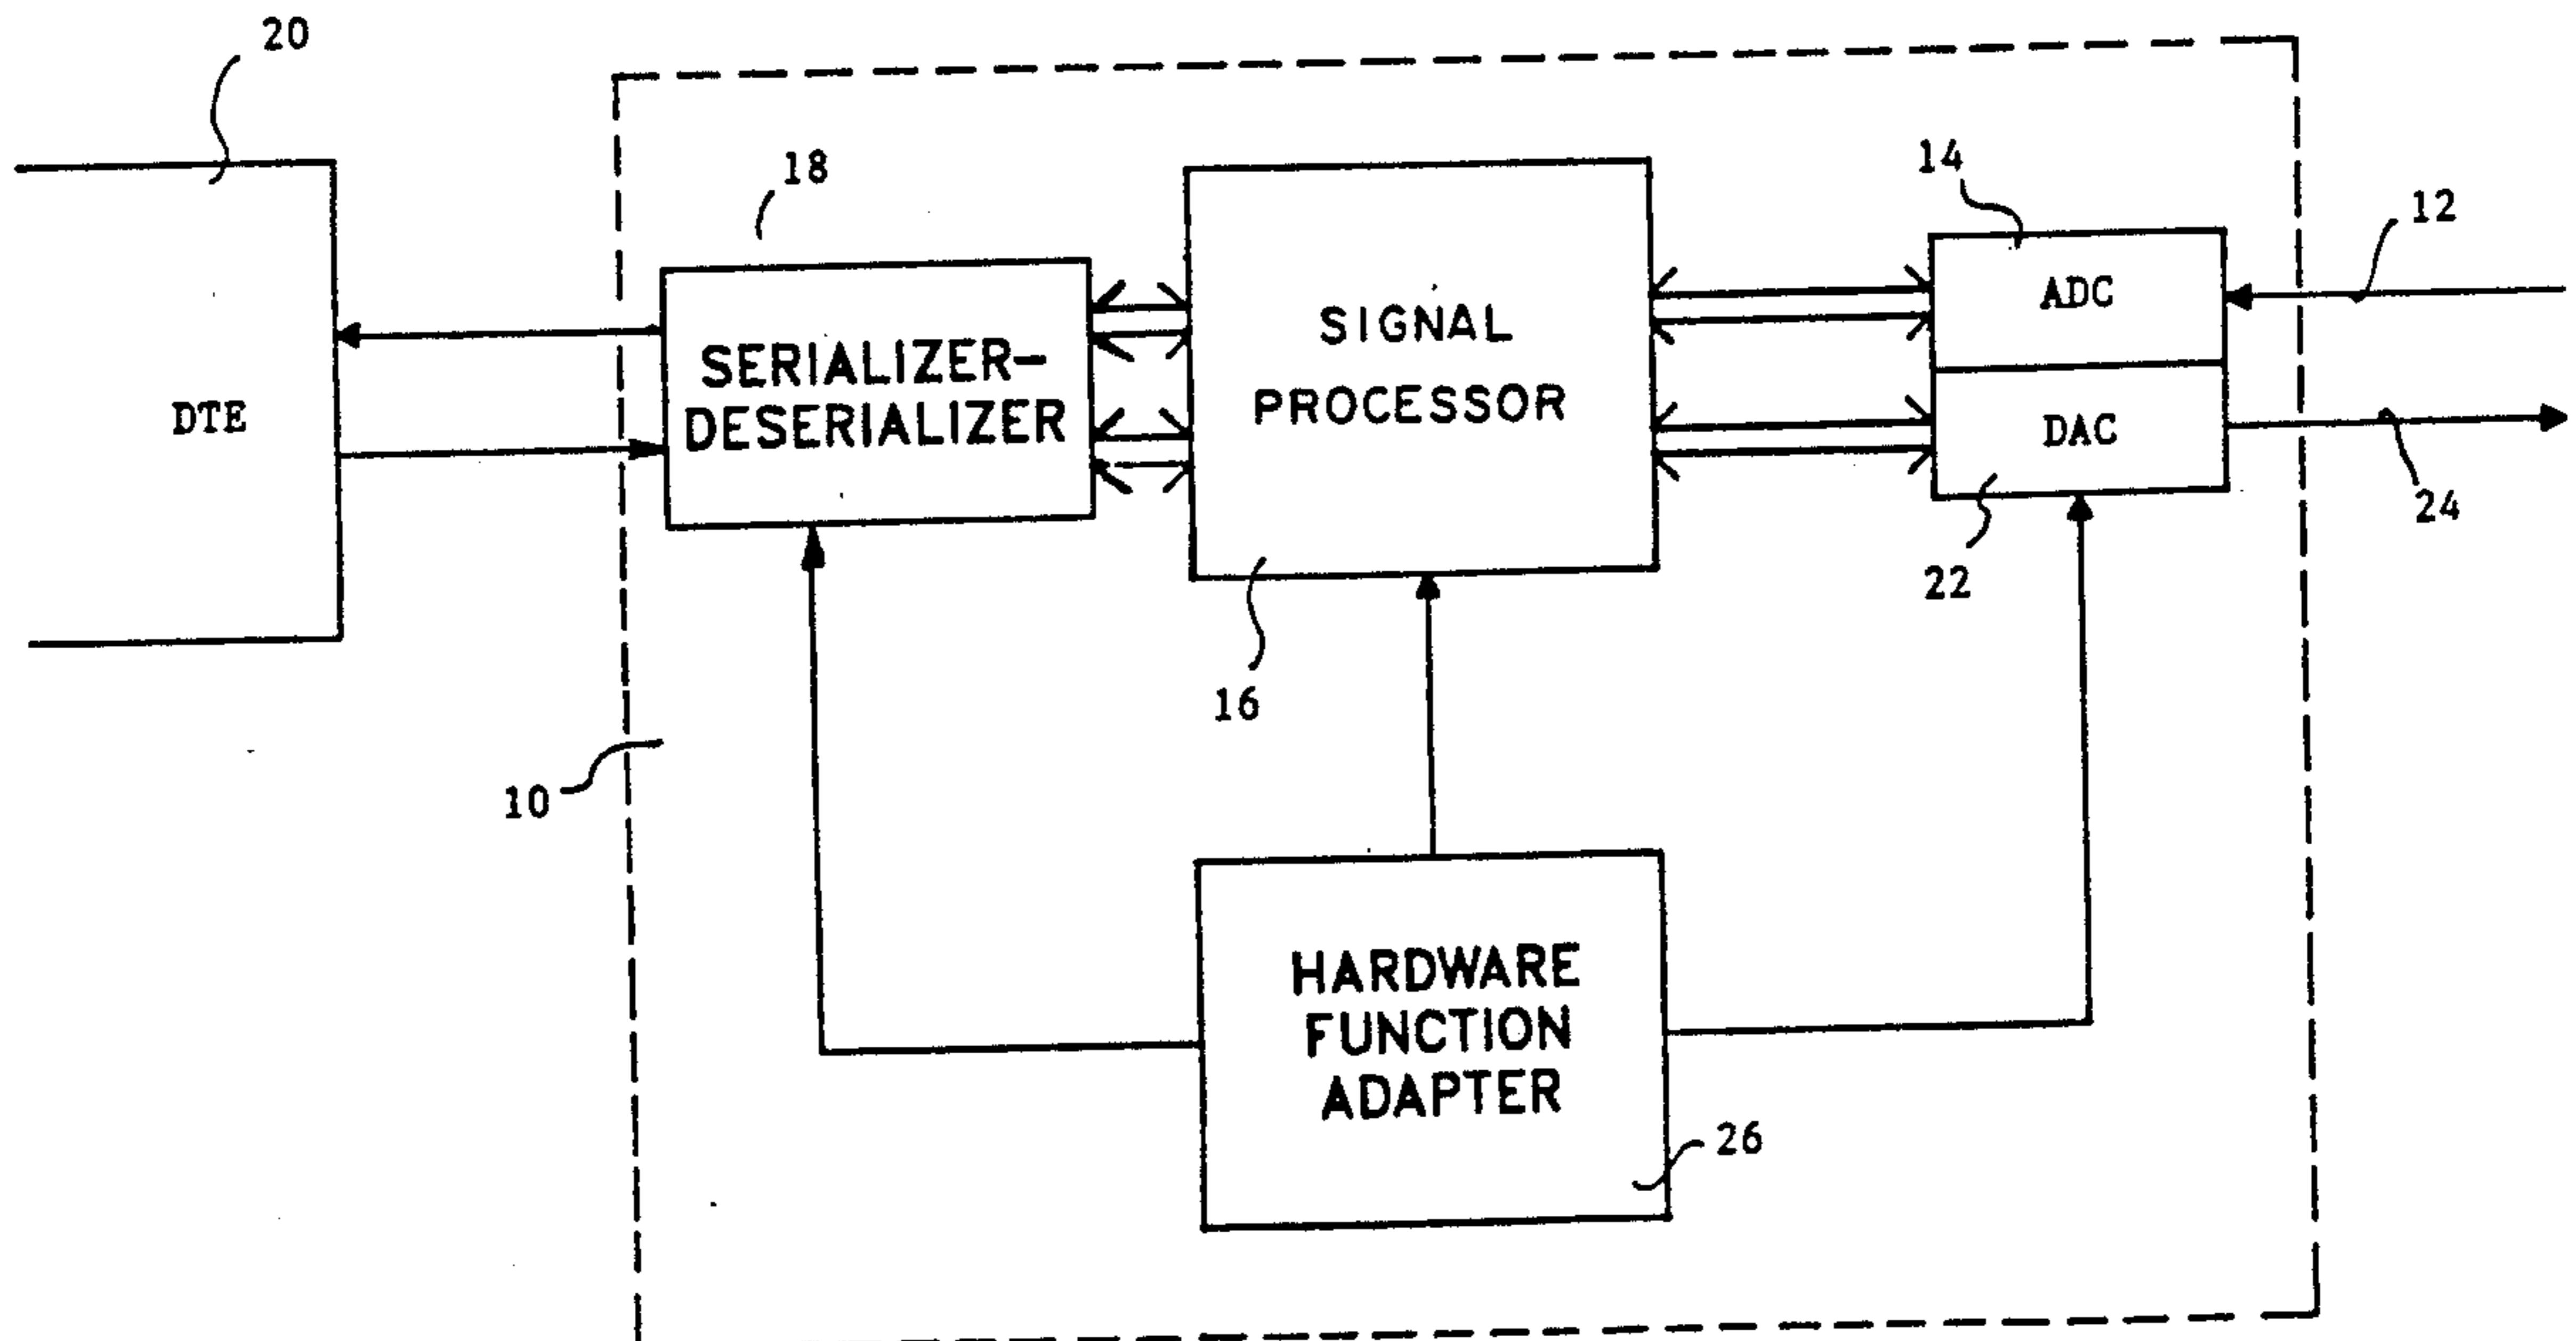 20
18
14
12
ADC
SIGNAL
PROCESSOR
SERIALIZER-
DESERIALIZER
DTE
DAC
24
22
16
10
HARDWARE
FUNCTION
ADAPTER
26